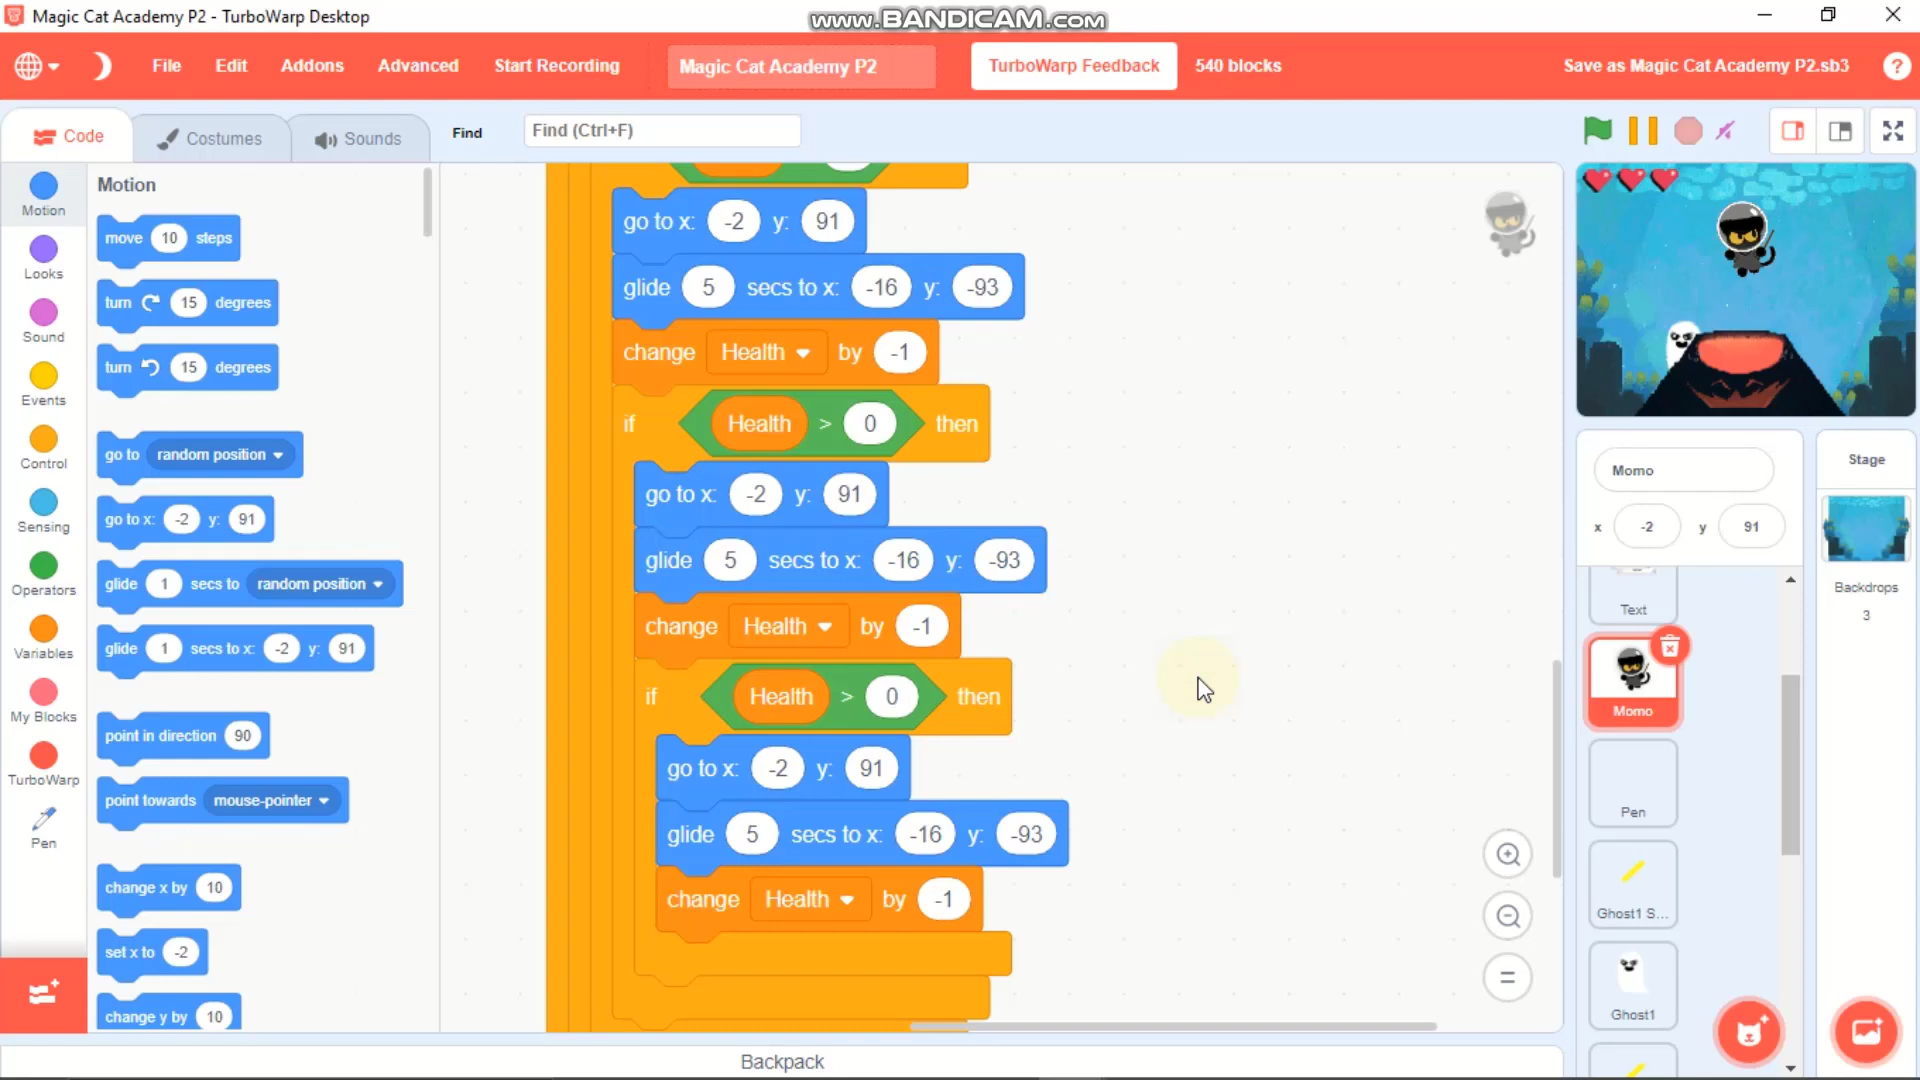 Magic Cat Academy P2 - TurboWarp Desktop
www.BANDICAM.com
File Edit Addons Advanced Start Recording Magic Cat Academy P2 TurboWarp Feedback 540 blocks Save as Magic Cat Academy P2.sb3 ?
Code Costumes Sounds Find Find (Ctrl+F)
Motion
Looks
Sound
Events
Control
Sensing
Operators
Variables
My Blocks
TurboWarp
Pen
Motion
move 10 steps
turn 15 degrees
turn 15 degrees
go to random position
go to x: -2 y: 91
glide 1 secs to random position
glide 1 secs to x: -2 y: 91
point in direction 90
point towards mouse-pointer
change x by 10
set x to -2
change y by 10
go to x: -2 y: 91
glide 5 secs to x: -16 y: -93
change Health by -1
if Health > 0 then
go to x: -2 y: 91
glide 5 secs to x: -16 y: -93
change Health by -1
if Health > 0 then
go to x: -2 y: 91
glide 5 secs to x: -16 y: -93
change Health by -1
=
Backpack
Momo
x -2 y 91
Text
Momo
Pen
Ghost1 S...
Ghost1
Stage
Backdrops
3